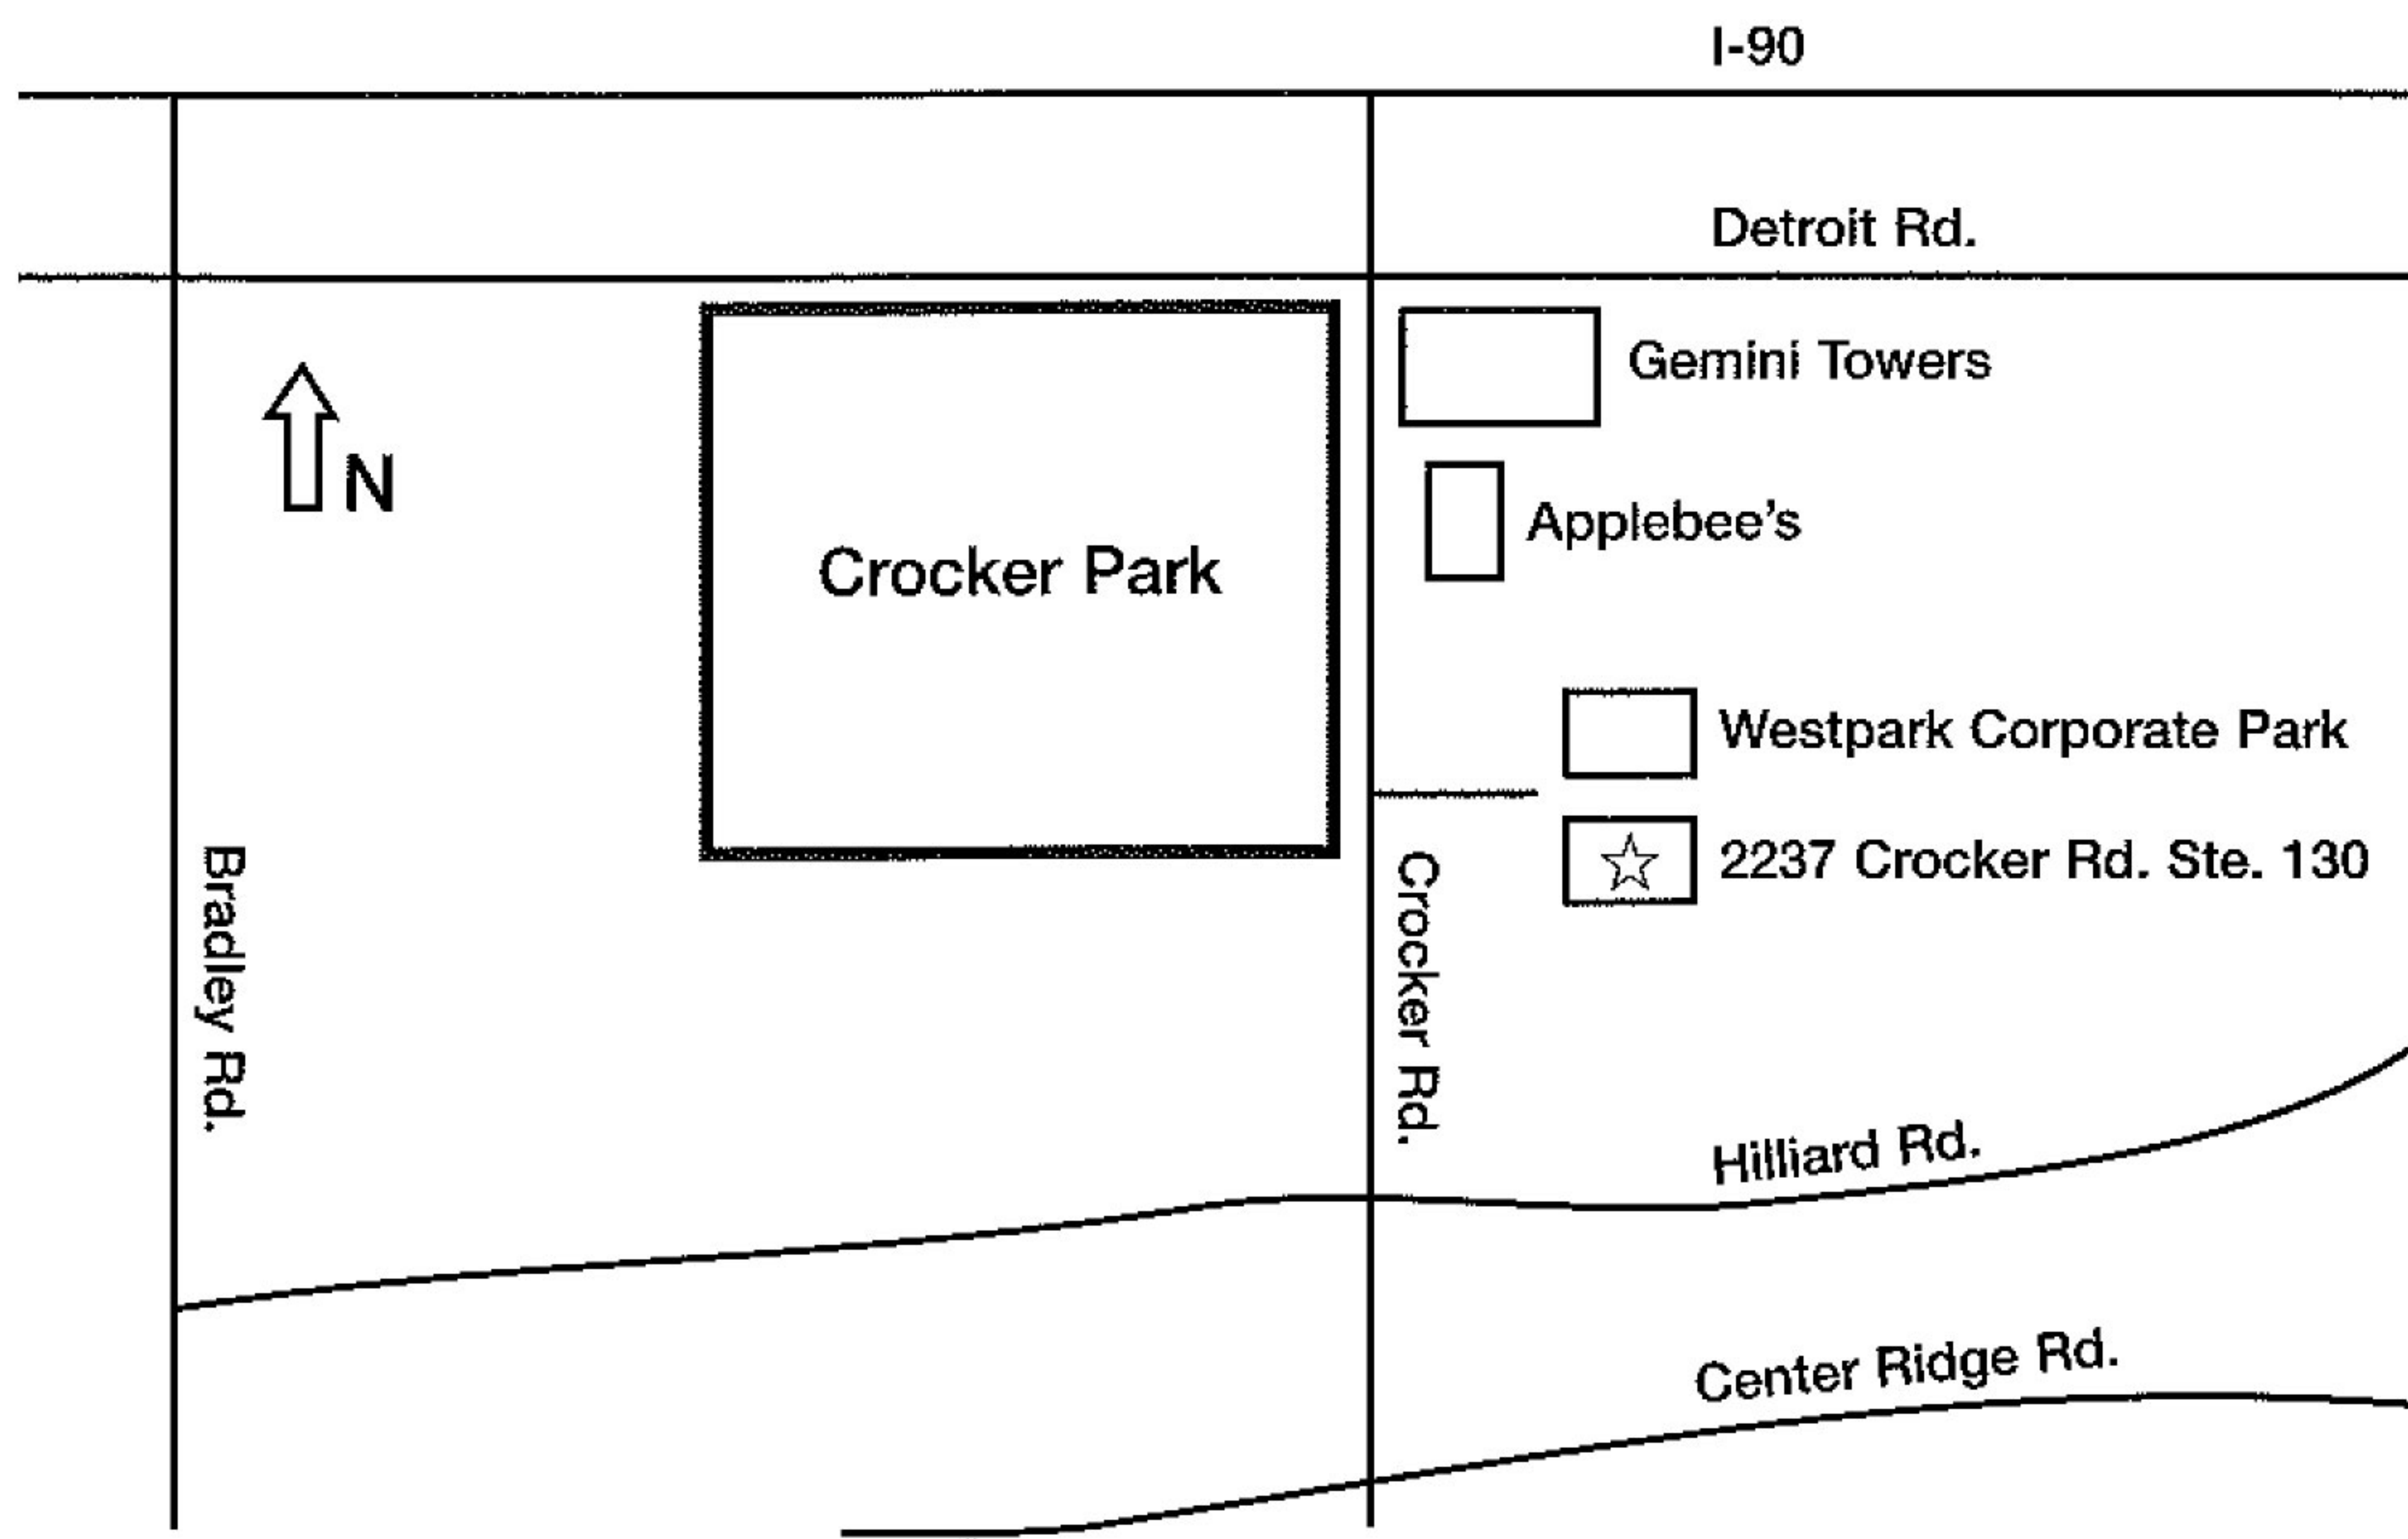 I-90
Detroit Rd.
Gemini Towers
N
Applebee's
Crocker Park
Westpark Corporate Park
2237 Crocker Rd. Ste. 130
Bradley Rd.
Crocker Rd.
Hilliard Rd.
Center Ridge Rd.